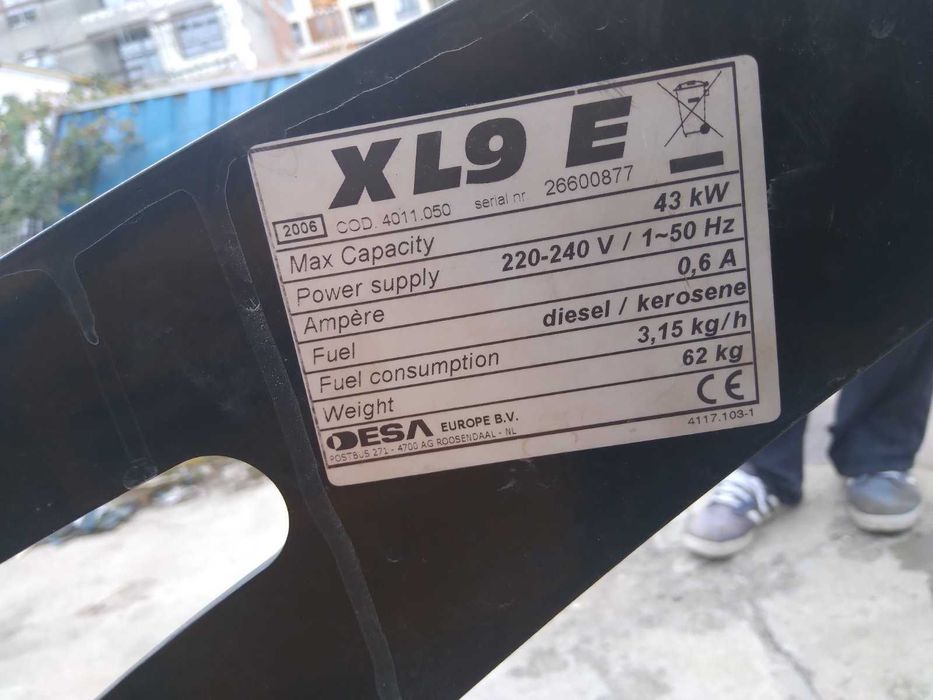 XL9 E
2006 COD. 4011.050 serial nr 26600877
Max Capacity 43 kW
Power supply 220-240 V / 1~50 Hz
Ampère 0,6 A
Fuel diesel / kerosene
Fuel consumption 3,15 kg/h
Weight 62 kg
DESA EUROPE B.V. CE
POSTBUS 271 - 4700 AG ROOSENDAAL - NL 4117.103-1